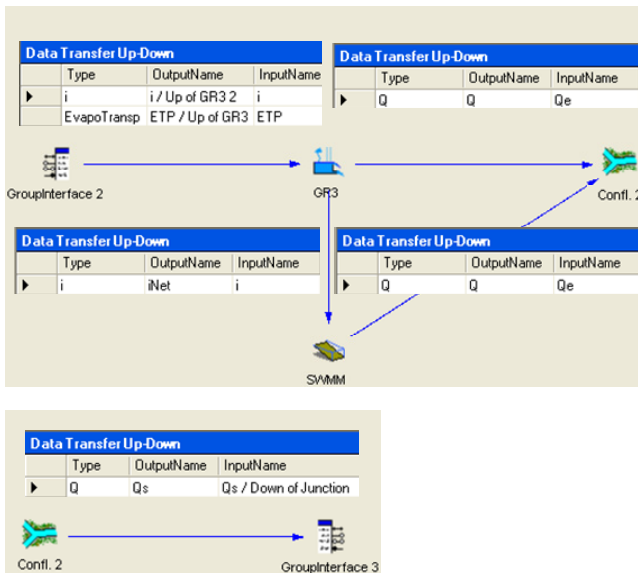 Data Transfer Up-Down
Type OutputName InputName
i i / Up of GR3 2 i
EvapoTransp ETP / Up of GR3 ETP
Data Transfer Up-Down
Type OutputName InputName
Q Q Qe
GroupInterface 2
GR3
Confl. 2
Data Transfer Up-Down
Type OutputName InputName
i iNet i
Data Transfer Up-Down
Type OutputName InputName
Q Q Qe
SWMM
Data Transfer Up-Down
Type OutputName InputName
Q Qs Qs / Down of Junction
Confl. 2
GroupInterface 3